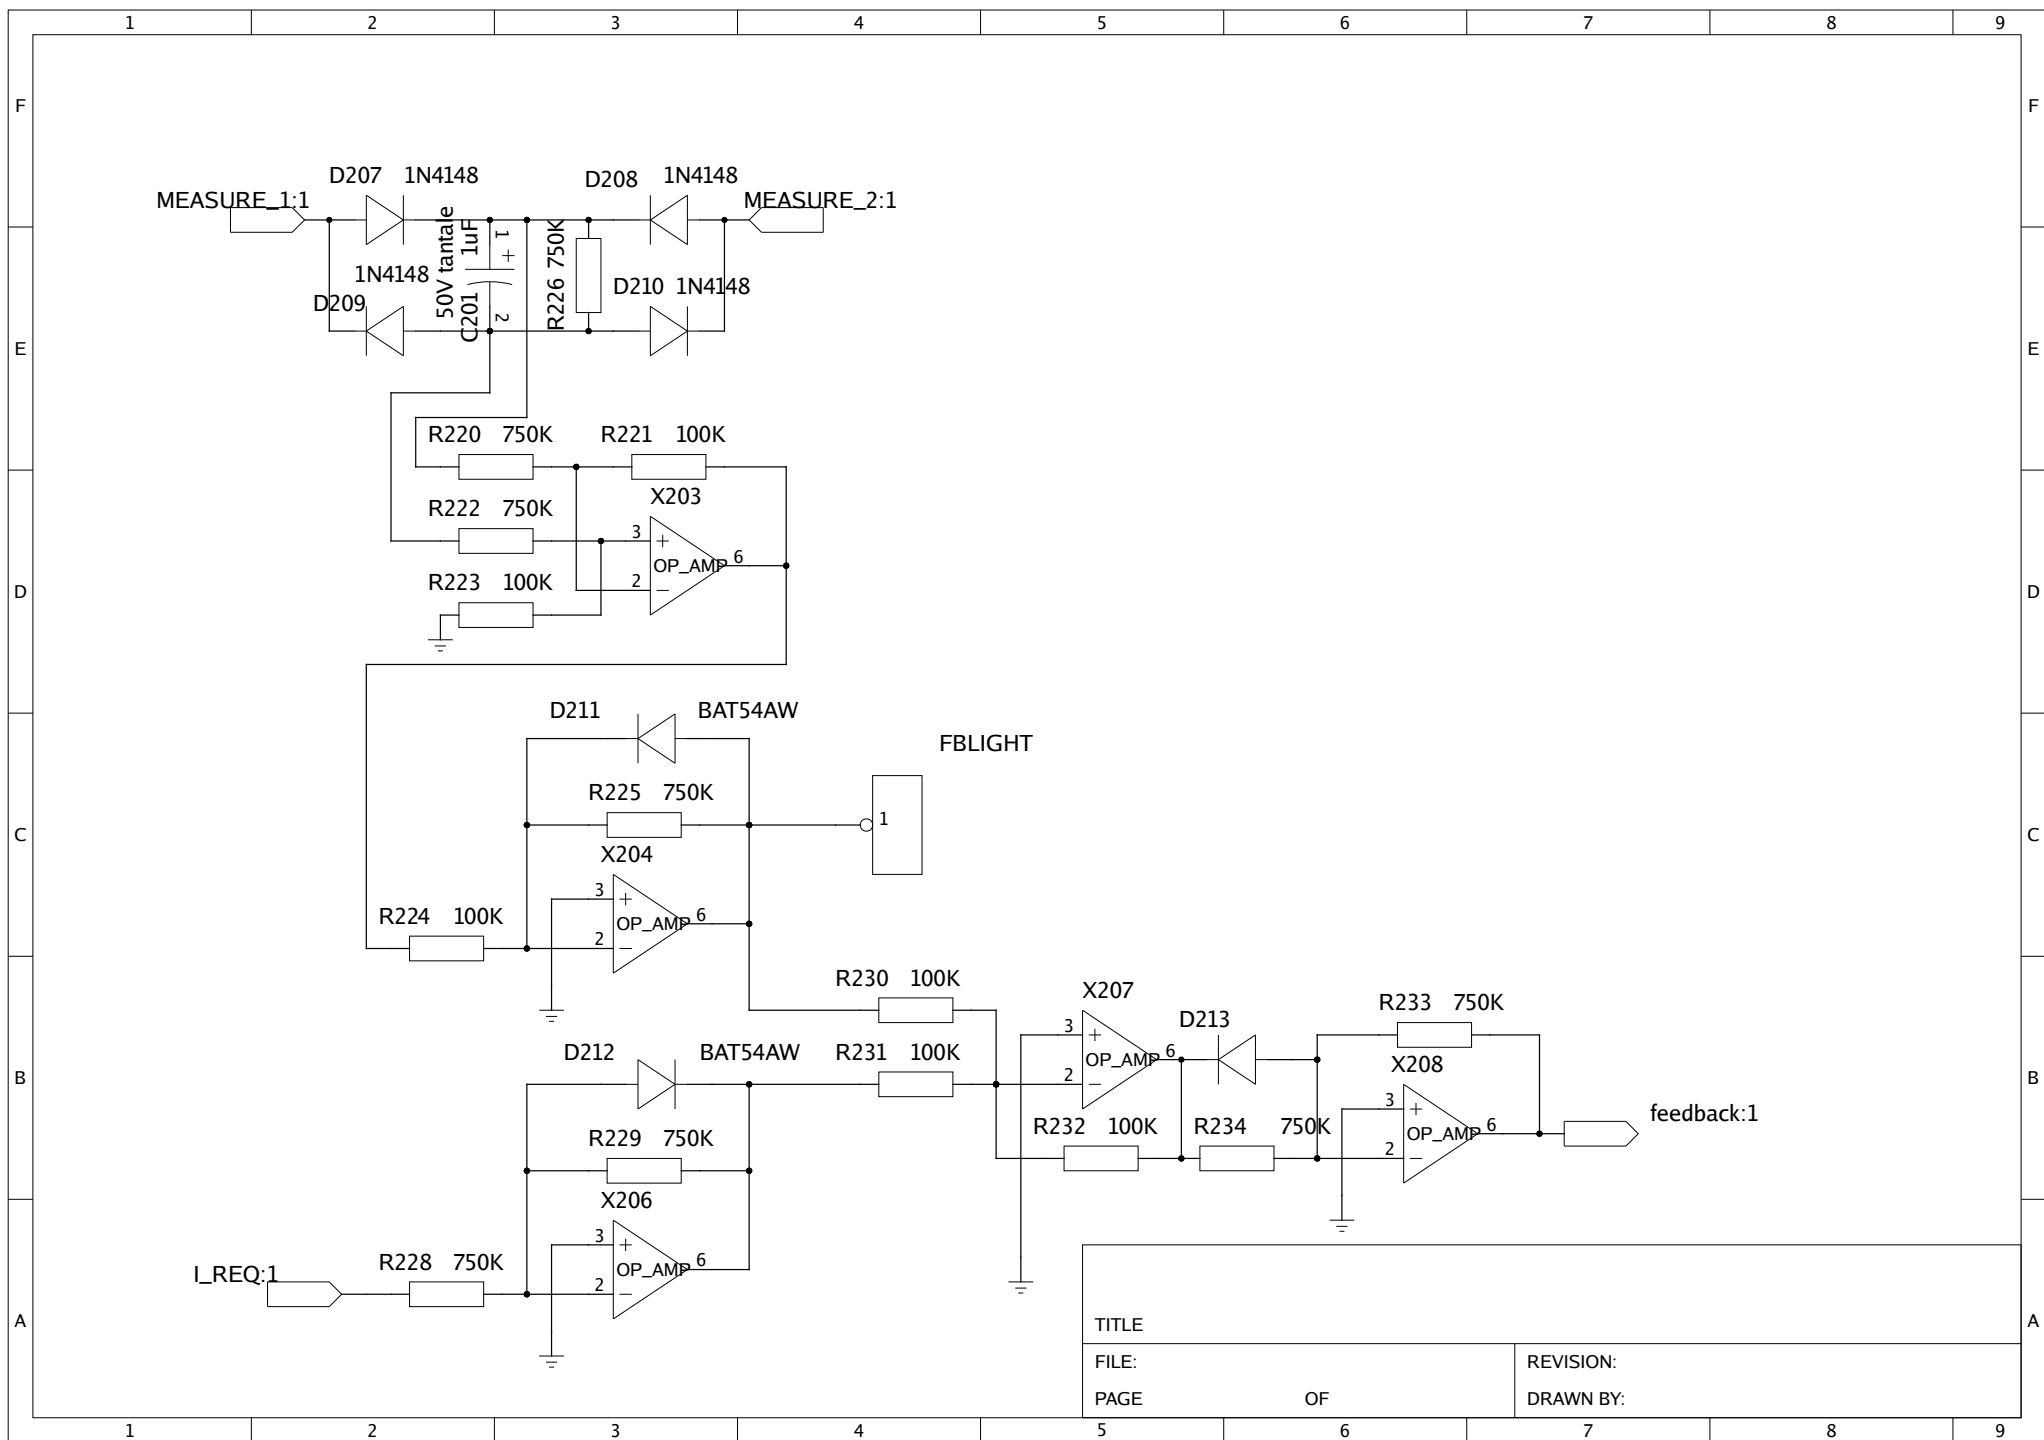 1 2 3 4 5 6 7 8 9
F F
D207 1N4148 D208 1N4148
MEASURE_1:1 MEASURE_2:1
50V tantale
C201 1uF
1 +
2
R226 750K
1N4148
D209
D210 1N4148
E E
R220 750K R221 100K
X203
R222 750K
3 +
OP_AMP 6
2 −
R223 100K
D D
D211 BAT54AW
FBLIGHT
R225 750K
1
C C
X204
3 +
R224 100K
OP_AMP 6
2 −
R230 100K
X207
R233 750K
D212 BAT54AW
R231 100K
3 +
D213
OP_AMP 6
2 −
X208
B B
3 +
feedback:1
R232 100K R234 750K
OP_AMP 6
2 −
R229 750K
X206
3 +
I_REQ:1
R228 750K
OP_AMP 6
2 −
A A
TITLE
FILE: REVISION:
PAGE OF DRAWN BY:
1 2 3 4 5 6 7 8 9